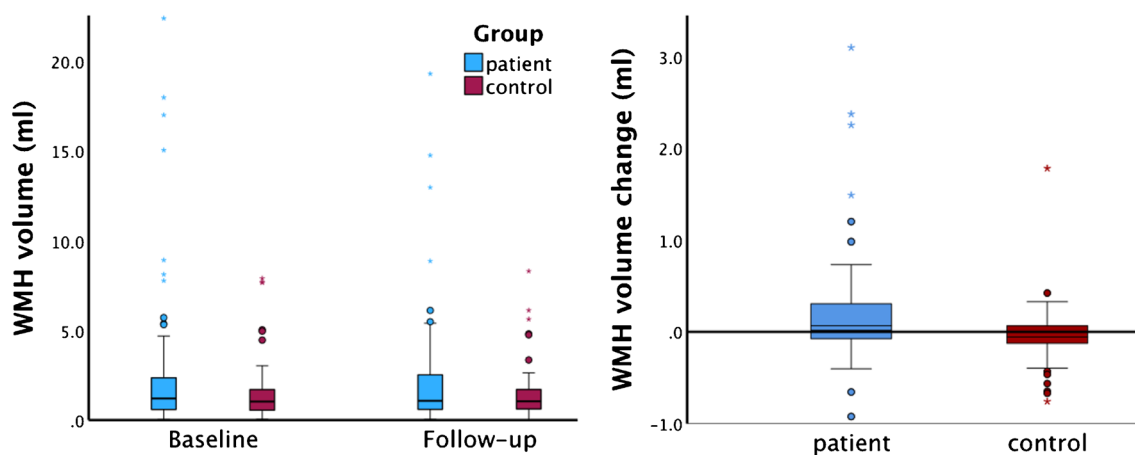 WMH volume (ml)
20.0
15.0
10.0
5.0
.0
Group
patient
control
Baseline
Follow-up
WMH volume change (ml)
3.0
2.0
1.0
.0
-1.0
patient
control